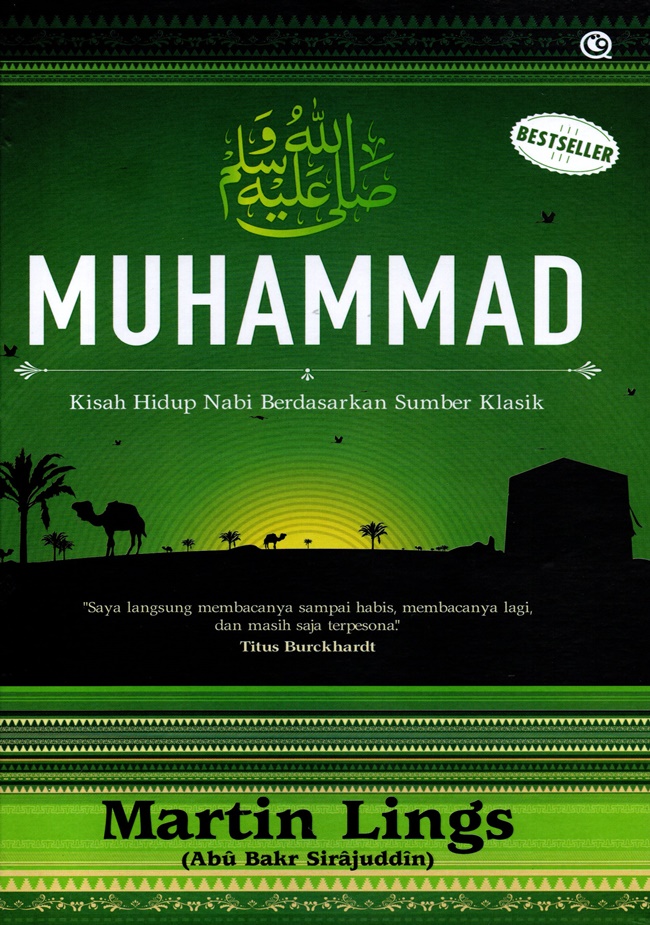 BESTSELLER
صلى الله عليه وسلم
MUHAMMAD
Kisah Hidup Nabi Berdasarkan Sumber Klasik
"Saya langsung membacanya sampai habis, membacanya lagi,
dan masih saja terpesona."
Titus Burckhardt
Martin Lings
(Abû Bakr Sirâjuddîn)